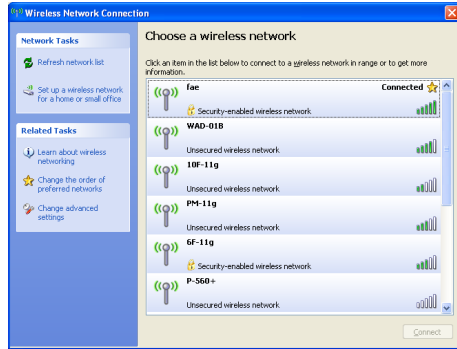 Wireless Network Connection
Network Tasks
Refresh network list
Set up a wireless network
for a home or small office
Related Tasks
Learn about wireless
networking
Change the order of
preferred networks
Change advanced
settings
Choose a wireless network
Click an item in the list below to connect to a wireless network in range or to get more
information.
fae Connected
Security-enabled wireless network
WAD-01B
Unsecured wireless network
10F-11g
Unsecured wireless network
PM-11g
Unsecured wireless network
6F-11g
Security-enabled wireless network
P-560+
Unsecured wireless network
Connect